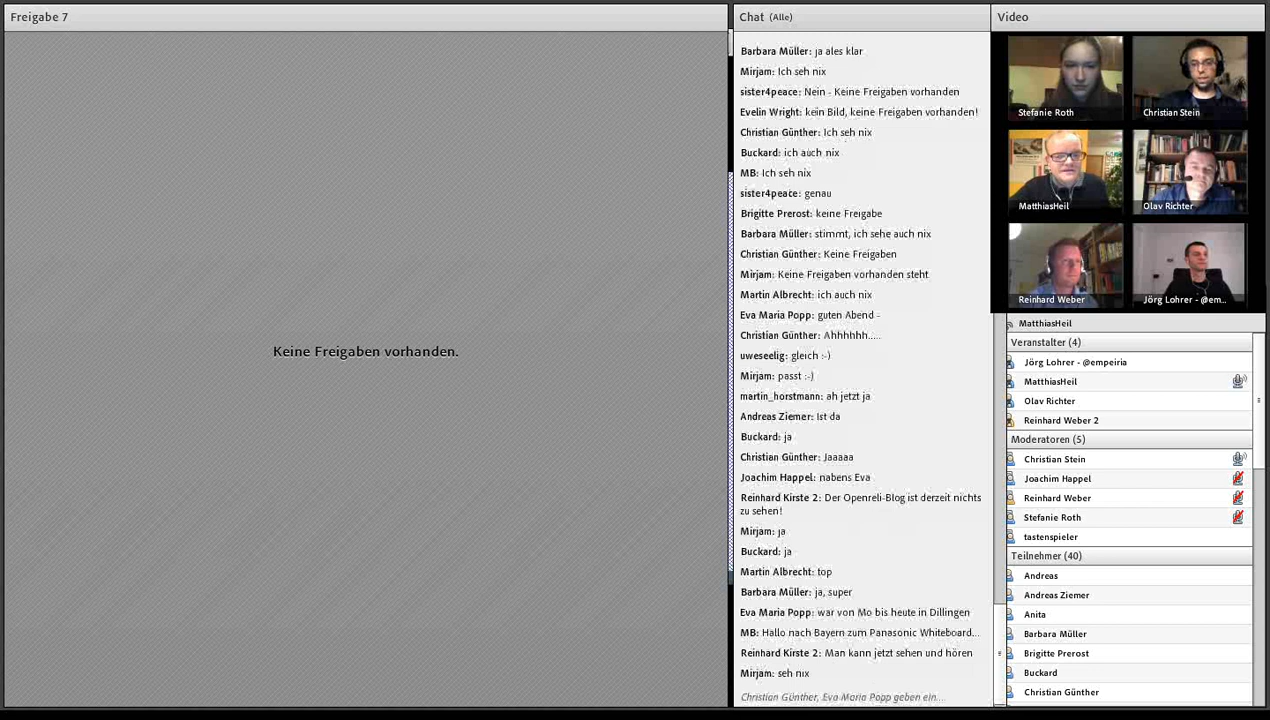 Freigabe 7
Keine Freigaben vorhanden.
Chat (Alle)
Barbara Müller: ja ales klar
Mirjam: Ich seh nix
sister4peace: Nein - Keine Freigaben vorhanden
Evelin Wright: kein Bild, keine Freigaben vorhanden!
Christian Günther: Ich seh nix
Buckard: ich auch nix
MB: Ich seh nix
sister4peace: genau
Brigitte Prerost: keine Freigabe
Barbara Müller: stimmt, ich sehe auch nix
Christian Günther: Keine Freigaben
Mirjam: Keine Freigaben vorhanden steht
Martin Albrecht: ich auch nix
Eva Maria Popp: guten Abend -
Christian Günther: Ahhhhhh.....
uweseelig: gleich :-)
Mirjam: passt :-)
martin_horstmann: ah jetzt ja
Andreas Ziemer: Ist da
Buckard: ja
Christian Günther: Jaaaaa
Joachim Happel: nabens Eva
Reinhard Kirste 2: Der Openreli-Blog ist derzeit nichts
zu sehen!
Mirjam: ja
Buckard: ja
Martin Albrecht: top
Barbara Müller: ja, super
Eva Maria Popp: war von Mo bis heute in Dillingen
MB: Hallo nach Bayern zum Panasonic Whiteboard...
Reinhard Kirste 2: Man kann jetzt sehen und hören
Mirjam: seh nix
Christian Günther, Eva Maria Popp geben ein....
Video
Stefanie Roth
Christian Stein
MatthiasHeil
Olav Richter
Reinhard Weber
Jörg Lohrer - @em...
MatthiasHeil
Veranstalter (4)
Jörg Lohrer - @empeiria
MatthiasHeil
Olav Richter
Reinhard Weber 2
Moderatoren (5)
Christian Stein
Joachim Happel
Reinhard Weber
Stefanie Roth
tastenspieler
Teilnehmer (40)
Andreas
Andreas Ziemer
Anita
Barbara Müller
Brigitte Prerost
Buckard
Christian Günther